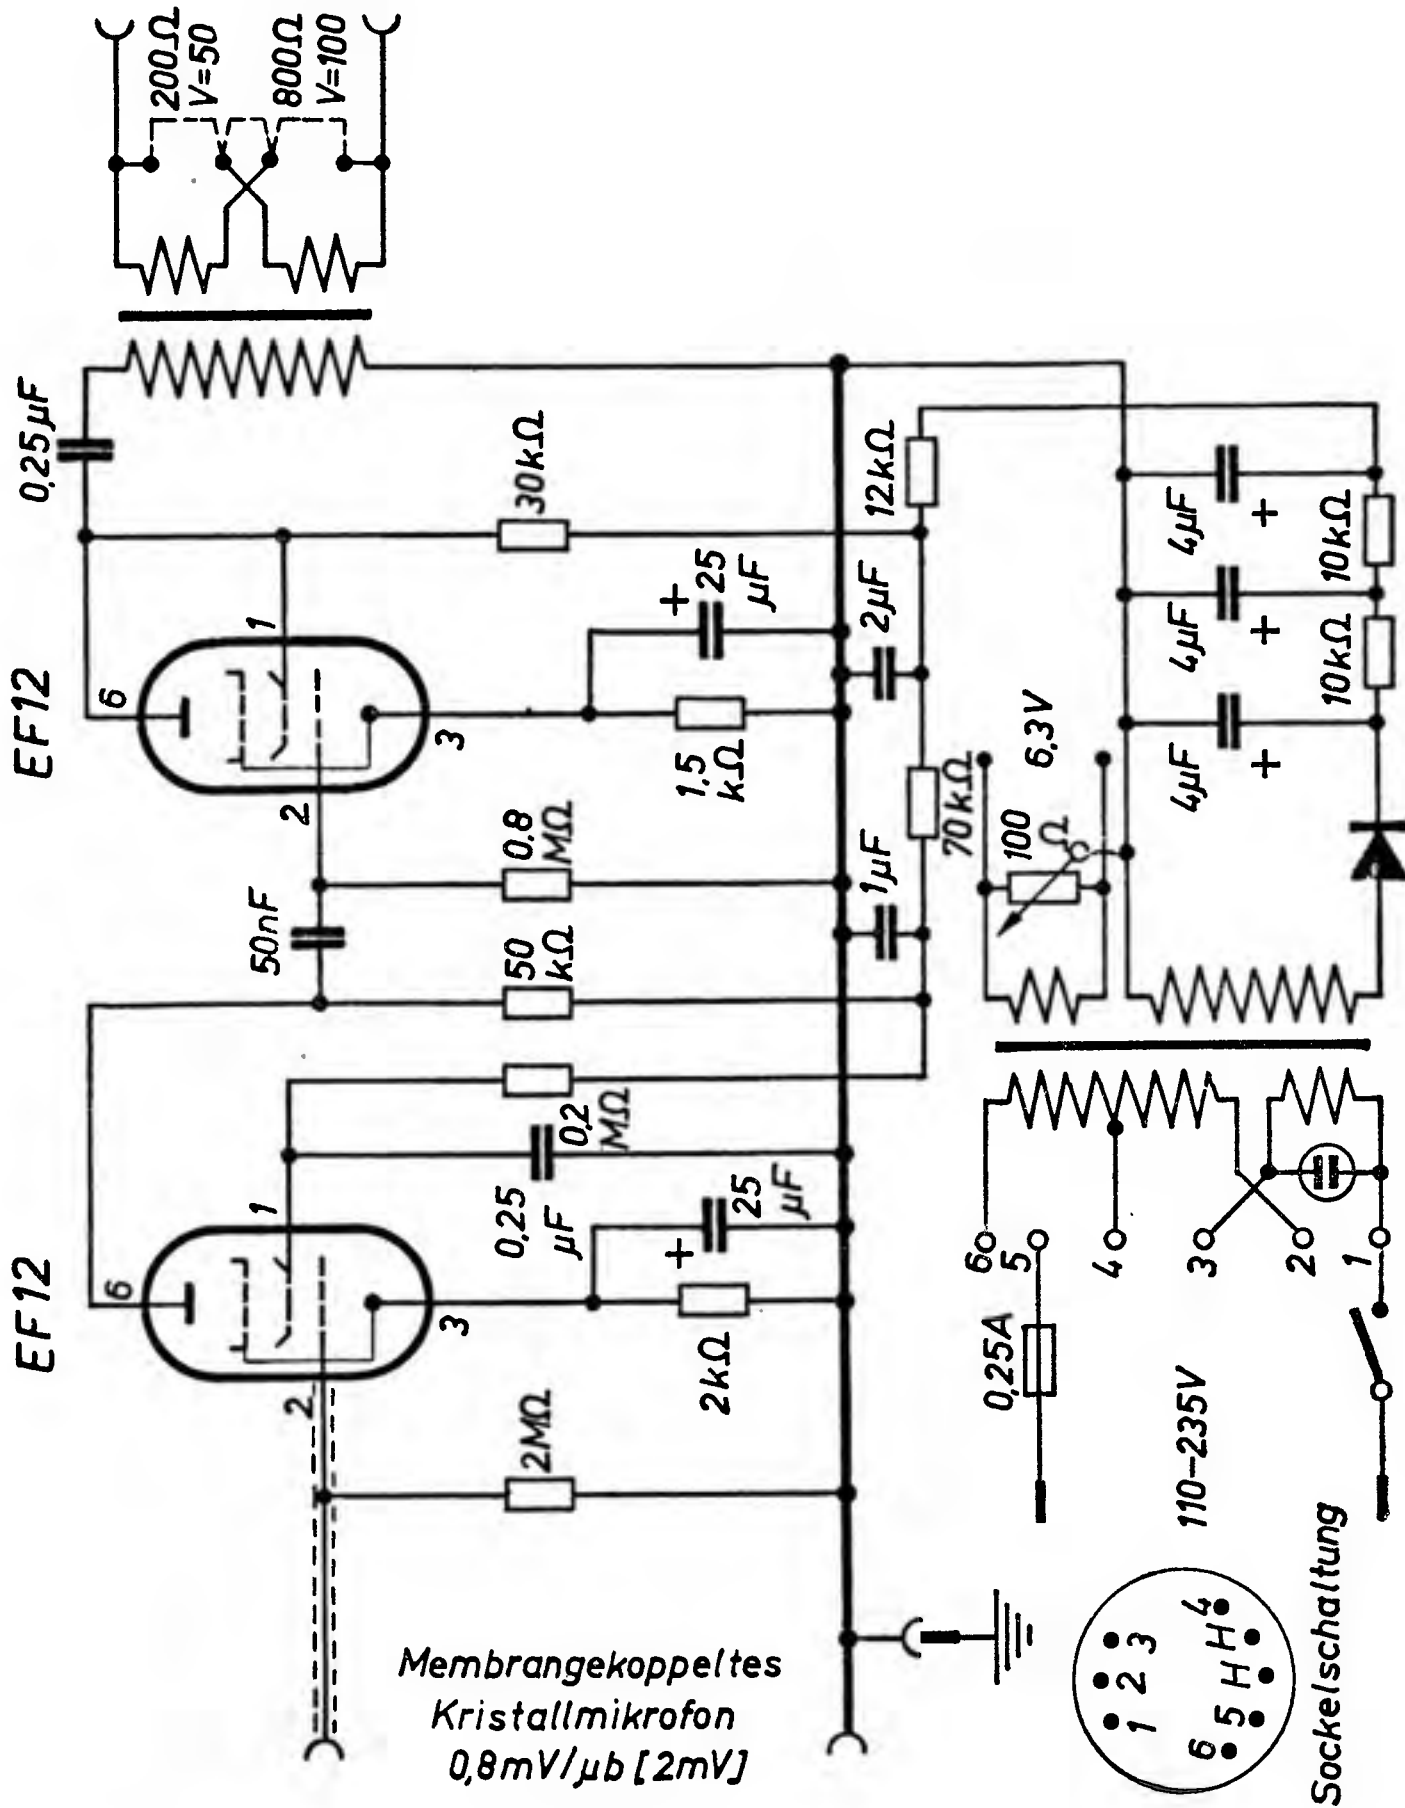 EF12
EF12
6
1
2
3
6
1
2
3
0,25µF
50nF
30kΩ
0.8
MΩ
50
kΩ
0,2
MΩ
0,25
µF
2MΩ
2kΩ
25
µF
1,5
kΩ
25
µF
200Ω
V=50
800Ω
V=100
12kΩ
2µF
70kΩ
1µF
6,3V
100
Ω
4µF
4µF
4µF
+
+
+
+
+
10kΩ
10kΩ
6
5
4
3
2
1
0,25A
110-235V
Membrangekoppeltes
Kristallmikrofon
0,8mV/µb [2mV]
1 2 3
6 5 H H 4
Sockelschaltung